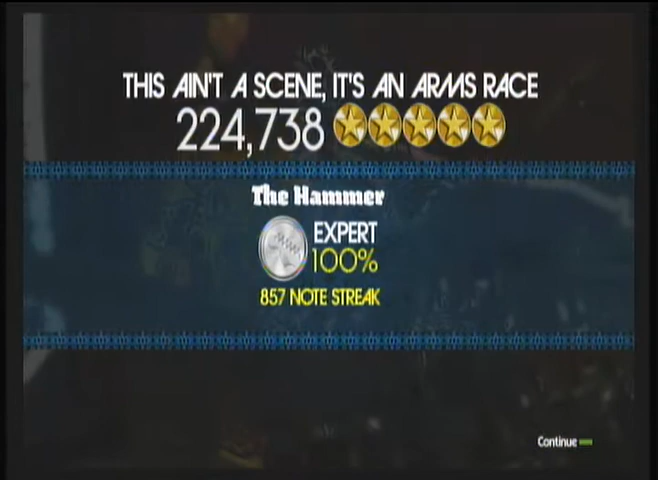 THIS AIN'T A SCENE, IT'S AN ARMS RACE
224,738
The Hammer
EXPERT
100%
857 NOTE STREAK
Continue